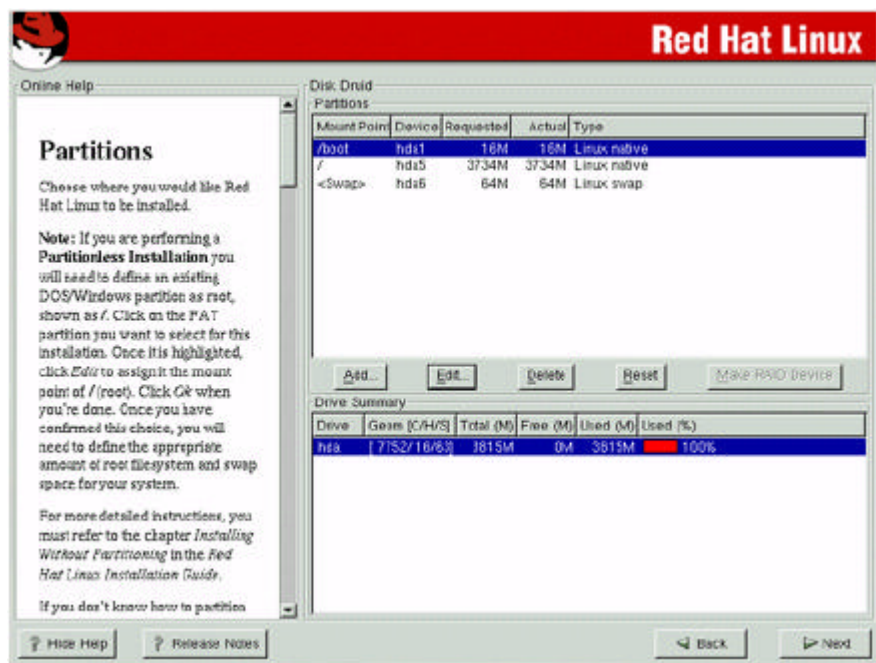 Red Hat Linux
Online Help
Partitions
Choose where you would like Red
Hat Linux to be installed.
Note: If you are performing a
Partitionless Installation you
will need to define an existing
DOS/Windows partition as root,
shown as /. Click on the FAT
partition you want to select for this
installation. Once it is highlighted,
click Edit to assign it the mount
point of / (root). Click Ok when
you're done. Once you have
confirmed this choice, you will
need to define the appropriate
amount of root filesystem and swap
space for your system.
For more detailed instructions, you
must refer to the chapter Installing
Without Partitioning in the Red
Hat Linux Installation Guide.
If you don't know how to partition
Disk Druid
Partitions
Mount Point Device Requested Actual Type
/boot hda1 16M 16M Linux native
/ hda5 3734M 3734M Linux native
<Swap> hda6 64M 64M Linux swap
Add... Edit... Delete Reset Make RAID Device
Drive Summary
Drive Geom [C/H/S] Total (M) Free (M) Used (M) Used (%)
hda [ 7752/16/63] 3815M 0M 3815M 100%
? Hide Help ? Release Notes Back Next